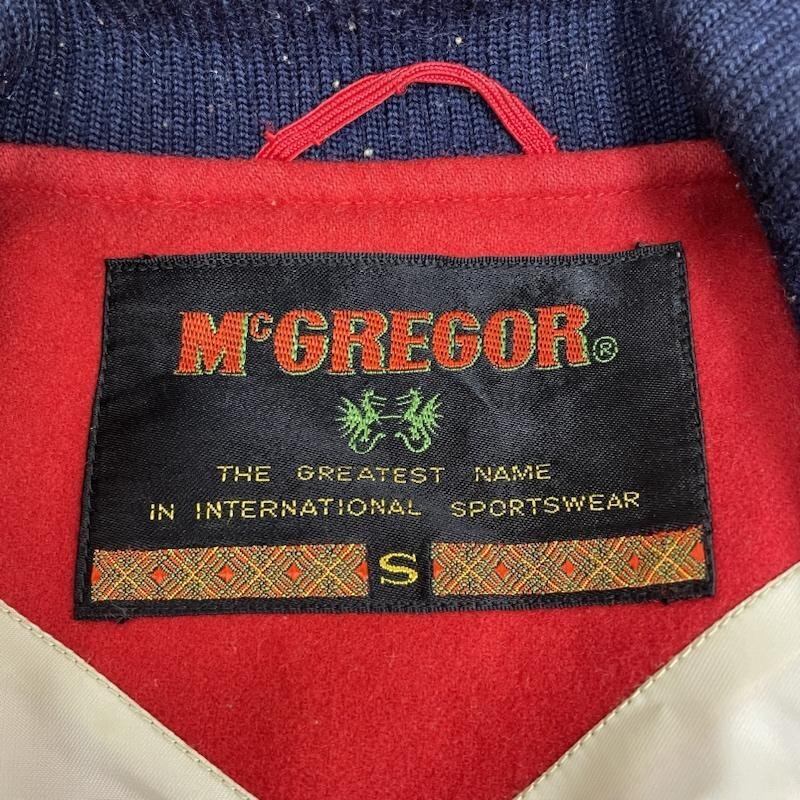 McGREGOR®
THE GREATEST NAME
IN INTERNATIONAL SPORTSWEAR
S